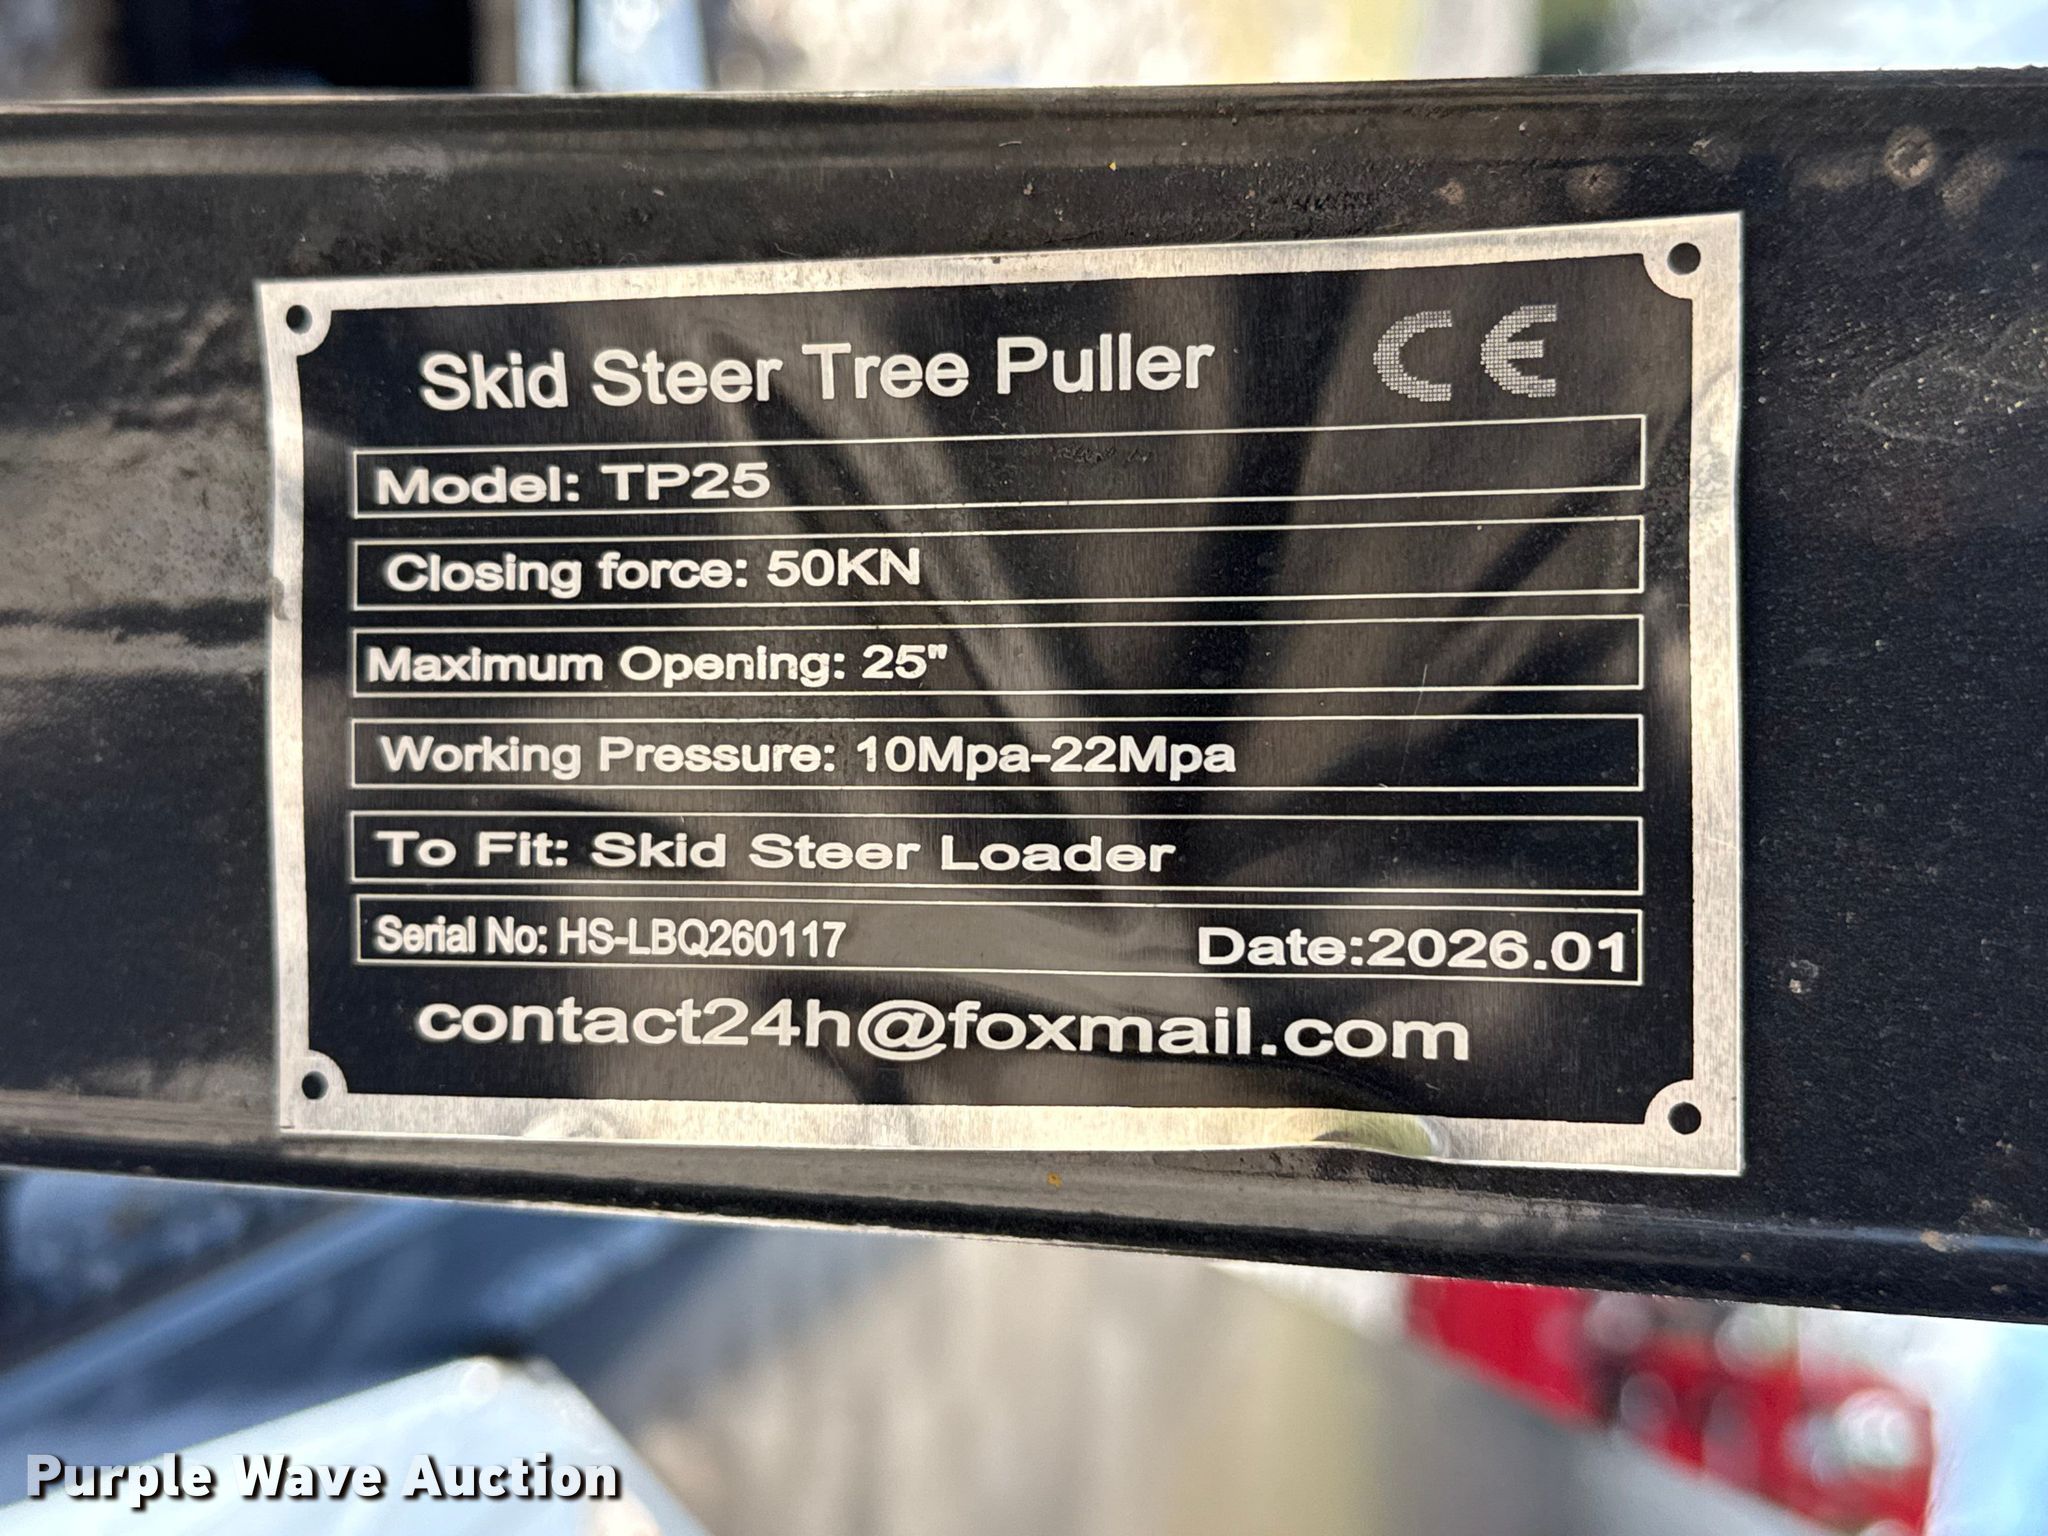 Skid Steer Tree Puller CE
Model: TP25
Closing force: 50KN
Maximum Opening: 25"
Working Pressure: 10Mpa-22Mpa
To Fit: Skid Steer Loader
Serial No: HS-LBQ260117 Date:2026.01
contact24h@foxmail.com
Purple Wave Auction